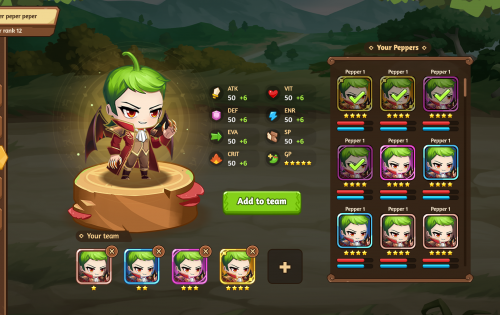 er peper peper
r rank 12
Your Peppers
ATK
50 +6
VIT
50 +6
DEF
50 +6
ENR
50 +6
EVA
50 +6
SP
50 +6
CRIT
50 +6
GP
Add to team
Your team
+
Pepper 1
Pepper 1
Pepper 1
Pepper 1
Pepper 1
Pepper 1
Pepper 1
Pepper 1
Pepper 1